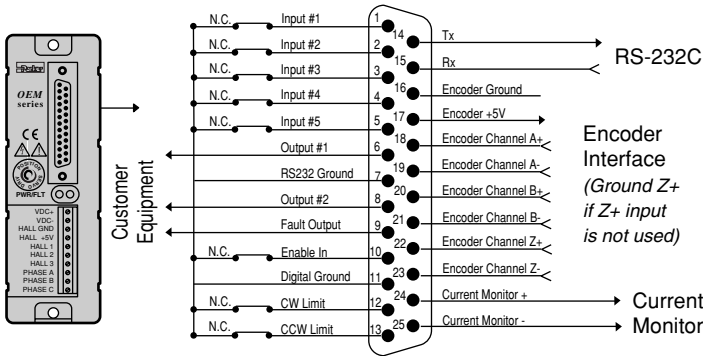 Parker
OEM
series
CE
POSITION
SERVO DRIVE
PWR/FLT
VDC+
VDC-
HALL GND
HALL +5V
HALL 1
HALL 2
HALL 3
PHASE A
PHASE B
PHASE C
Customer
Equipment
N.C. Input #1 1
N.C. Input #2 2
N.C. Input #3 3
N.C. Input #4 4
N.C. Input #5 5
Output #1 6
RS232 Ground 7
Output #2 8
Fault Output 9
N.C. Enable In 10
Digital Ground 11
N.C. CW Limit 12
N.C. CCW Limit 13
14 Tx
15 Rx
RS-232C
16 Encoder Ground
17 Encoder +5V
18 Encoder Channel A+
19 Encoder Channel A-
20 Encoder Channel B+
21 Encoder Channel B-
22 Encoder Channel Z+
23 Encoder Channel Z-
Encoder
Interface
(Ground Z+
if Z+ input
is not used)
24 Current Monitor +
25 Current Monitor -
Current
Monitor